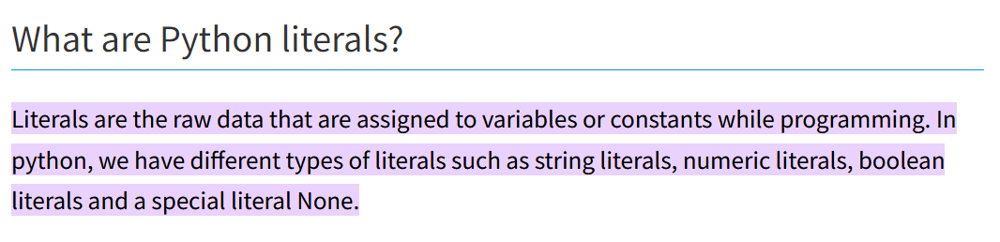 What are Python literals?
Literals are the raw data that are assigned to variables or constants while programming. In
python, we have different types of literals such as string literals, numeric literals, boolean
literals and a special literal None.